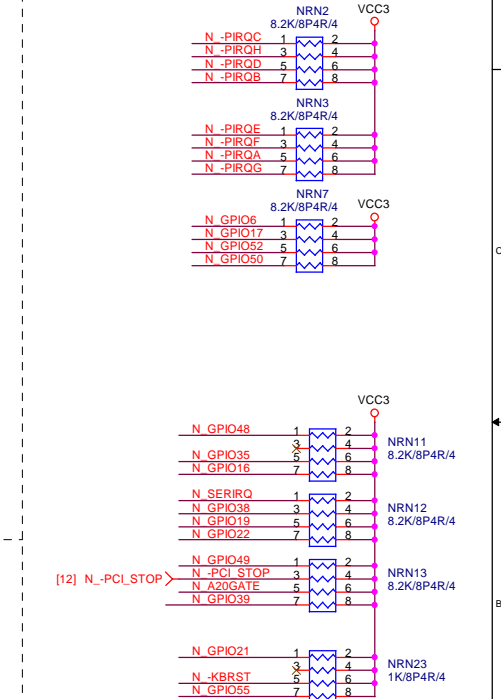 NRN2 VCC3
8.2K/8P4R/4
N_-PIRQC 1 2
N_-PIRQH 3 4
N_-PIRQD 5 6
N_-PIRQB 7 8
NRN3
8.2K/8P4R/4
N_-PIRQE 1 2
N_-PIRQF 3 4
N_-PIRQA 5 6
N_-PIRQG 7 8
NRN7
8.2K/8P4R/4 VCC3
N_GPIO6 1 2
N_GPIO17 3 4
N_GPIO52 5 6
N_GPIO50 7 8
C
VCC3
N_GPIO48 1 2
3 4 NRN11
N_GPIO35 5 6 8.2K/8P4R/4
N_GPIO16 7 8
N_SERIRQ 1 2
N_GPIO38 3 4 NRN12
N_GPIO19 5 6 8.2K/8P4R/4
N_GPIO22 7 8
N_GPIO49 1 2
[12] N_-PCI_STOP N_-PCI_STOP 3 4 NRN13
N_A20GATE 5 6 8.2K/8P4R/4
N_GPIO39 7 8
B
N_GPIO21 1 2
3 4 NRN23
N_-KBRST 5 6 1K/8P4R/4
N_GPIO55 7 8